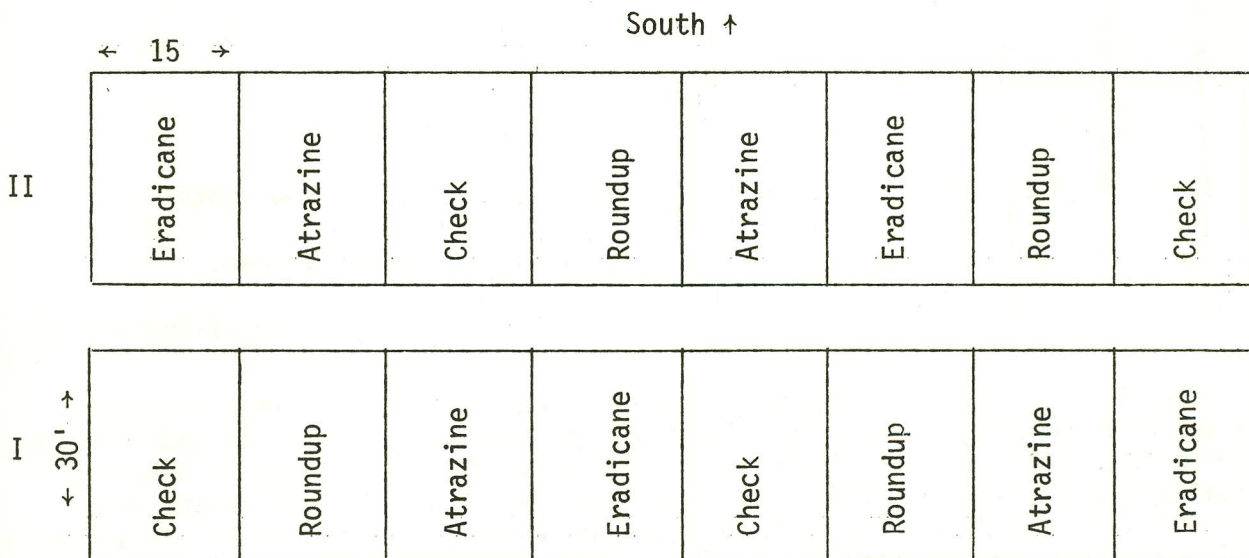 South ↑
← 15 →
II
Eradicane
Atrazine
Check
Roundup
Atrazine
Eradicane
Roundup
Check
I
← 30' →
Check
Roundup
Atrazine
Eradicane
Check
Roundup
Atrazine
Eradicane